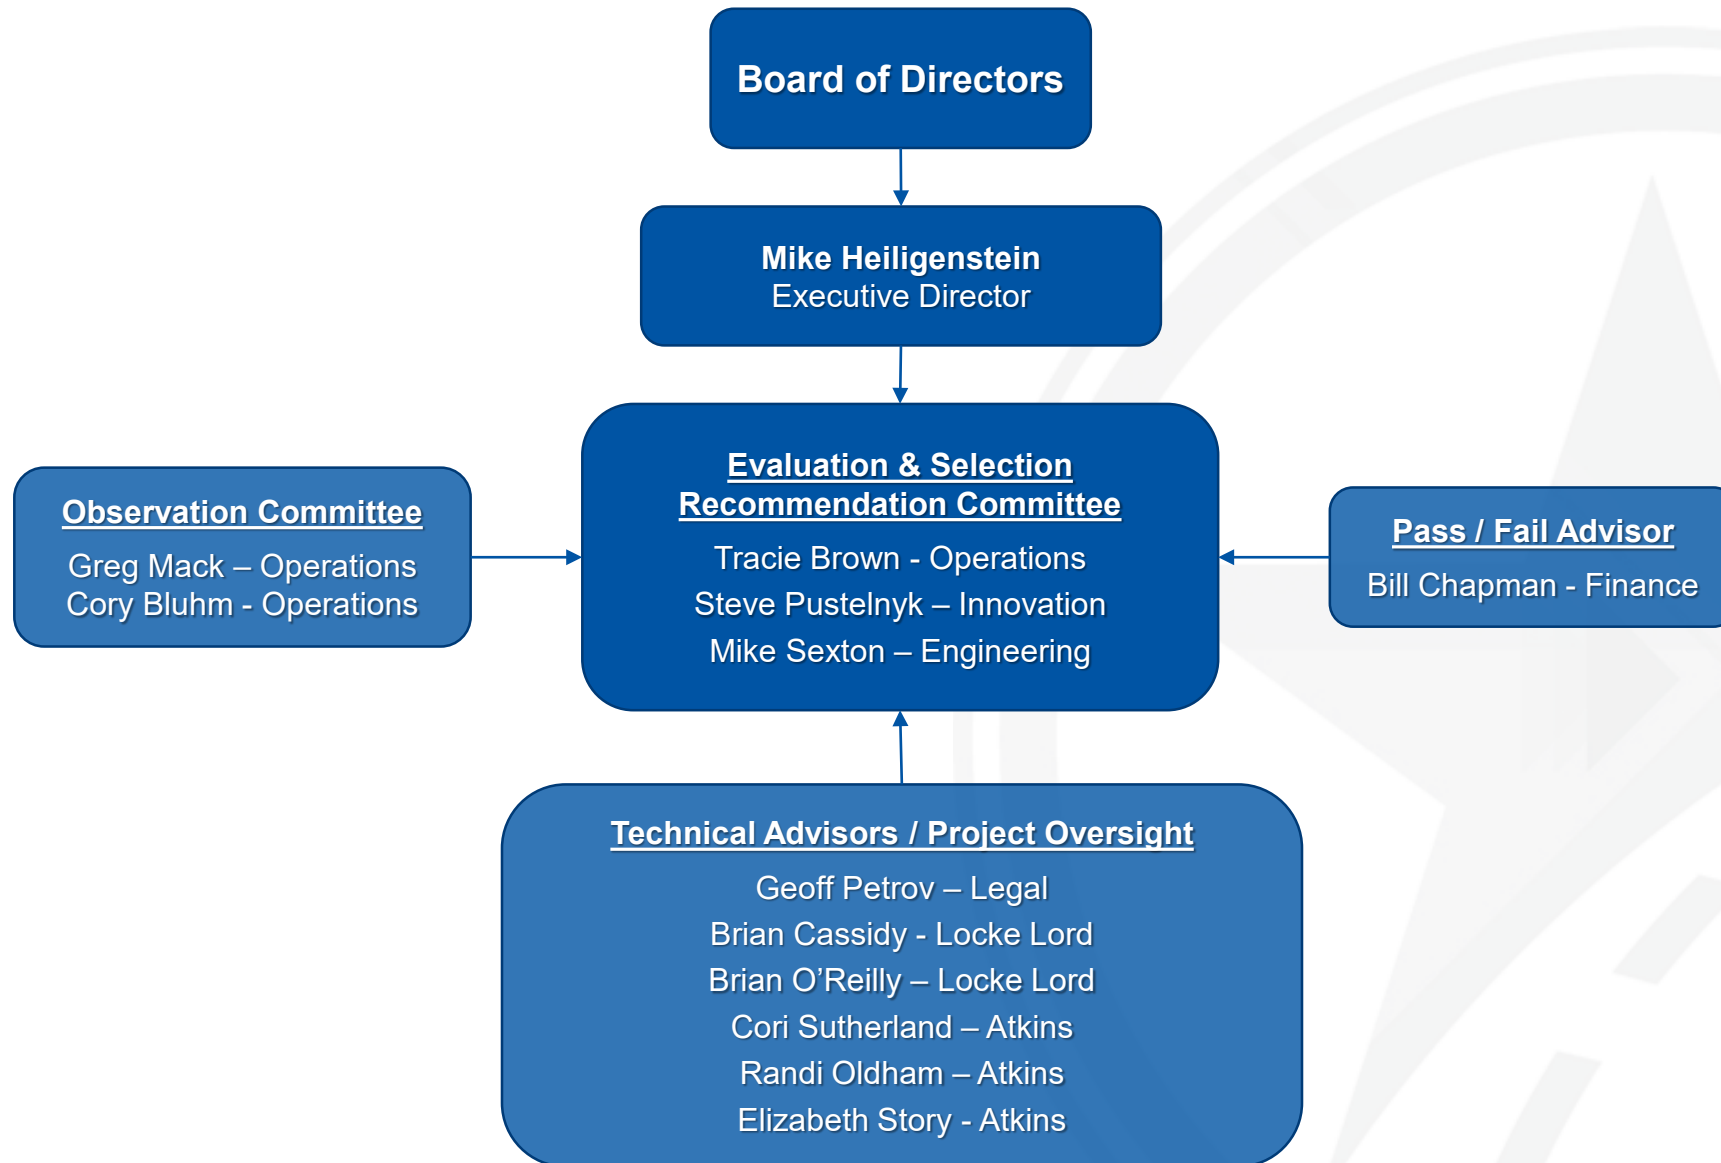 Board of Directors
Mike Heiligenstein
Executive Director
Evaluation & Selection
Recommendation Committee
Tracie Brown - Operations
Steve Pustelnyk – Innovation
Mike Sexton – Engineering
Observation Committee
Greg Mack – Operations
Cory Bluhm - Operations
Pass / Fail Advisor
Bill Chapman - Finance
Technical Advisors / Project Oversight
Geoff Petrov – Legal
Brian Cassidy - Locke Lord
Brian O’Reilly – Locke Lord
Cori Sutherland – Atkins
Randi Oldham – Atkins
Elizabeth Story - Atkins